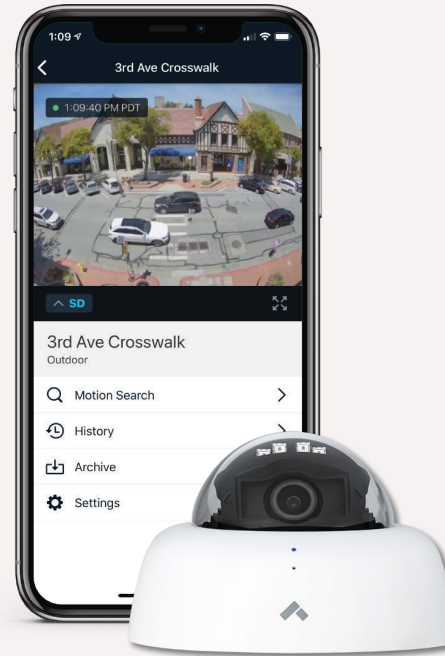 1:09
3rd Ave Crosswalk
1:09:40 PM PDT
SD
3rd Ave Crosswalk
Outdoor
Motion Search
History
Archive
Settings